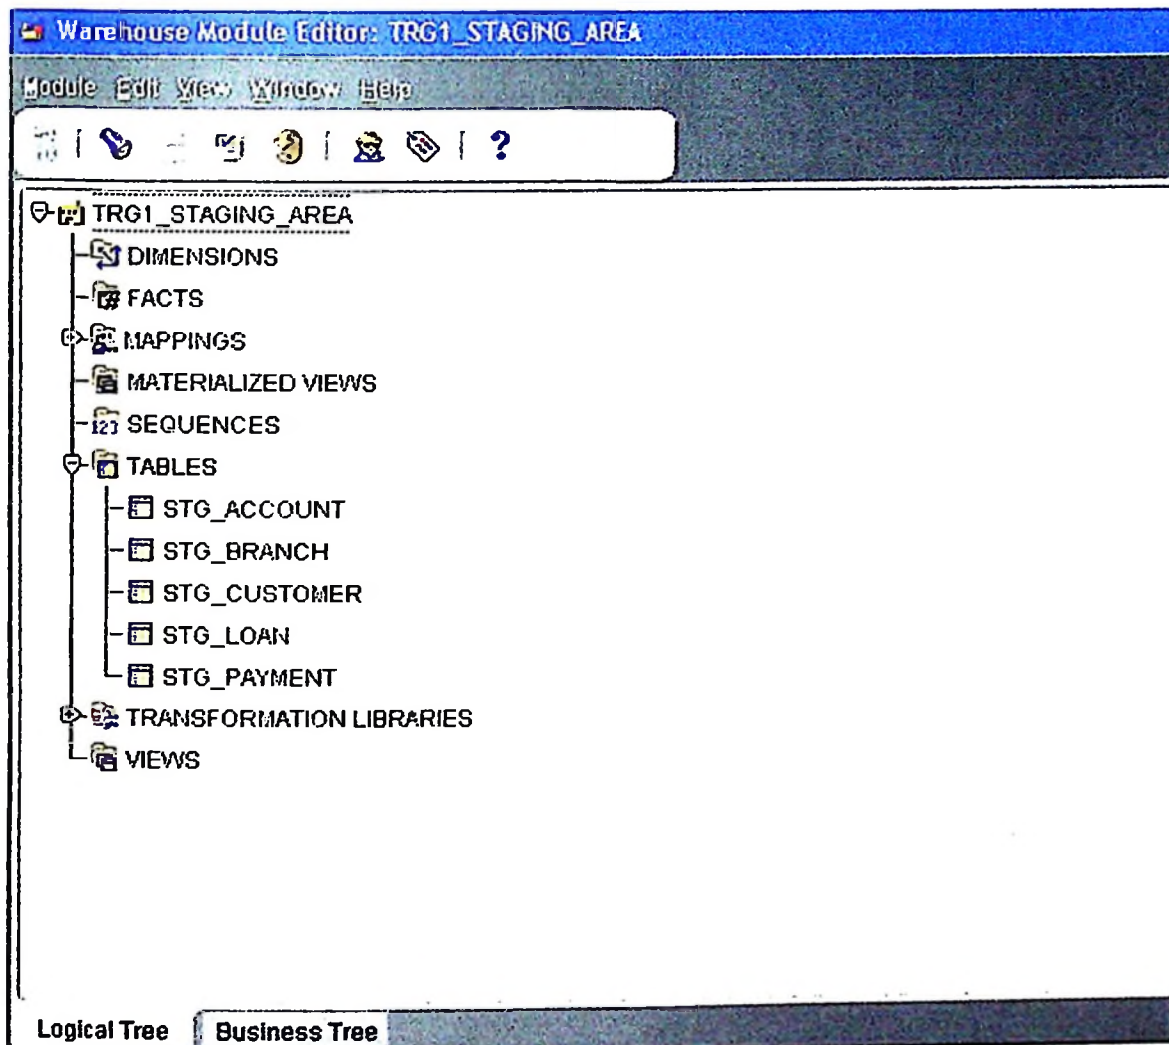 Warehouse Module Editor: TRG1_STAGING_AREA
Module Edit View Window Help
?
TRG1_STAGING_AREA
DIMENSIONS
FACTS
MAPPINGS
MATERIALIZED VIEWS
123 SEQUENCES
TABLES
STG_ACCOUNT
STG_BRANCH
STG_CUSTOMER
STG_LOAN
STG_PAYMENT
TRANSFORMATION LIBRARIES
VIEWS
Logical Tree Business Tree